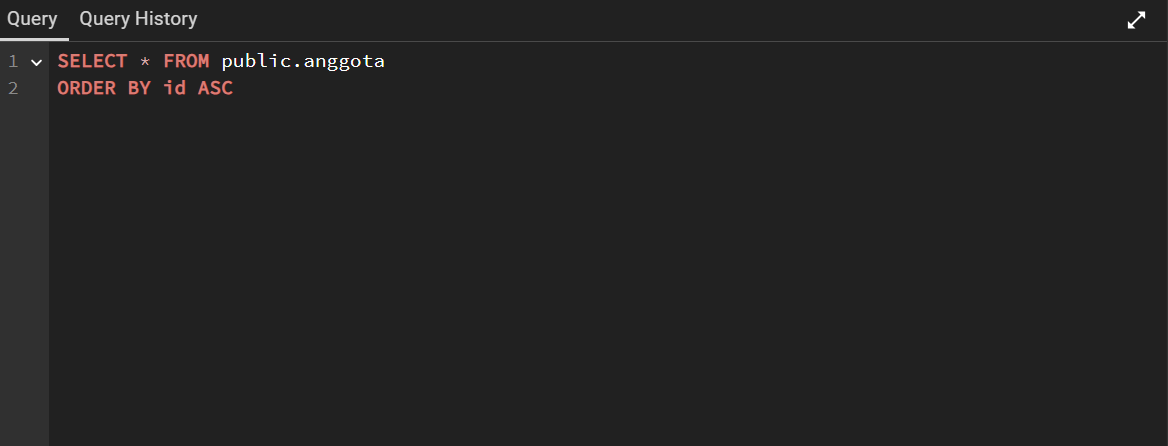 Query Query History
1 SELECT * FROM public.anggota
2 ORDER BY id ASC